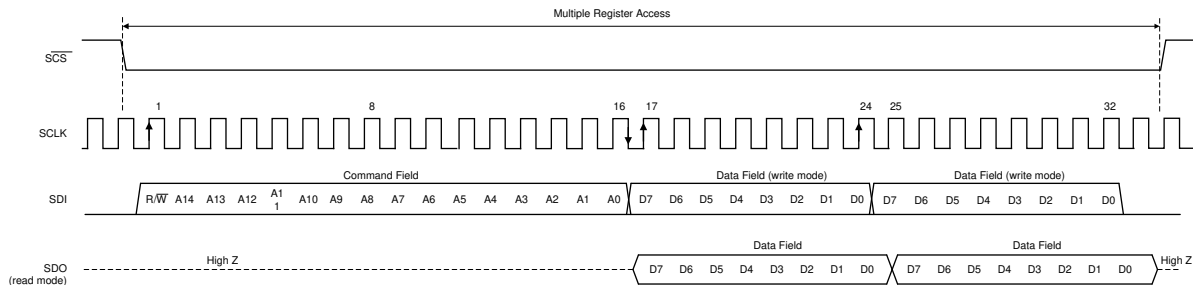 Multiple Register Access
SCS
1 8 16 17 24 25 32
SCLK
Command Field Data Field (write mode) Data Field (write mode)
SDI R/W A14 A13 A12 A1 A10 A9 A8 A7 A6 A5 A4 A3 A2 A1 A0 D7 D6 D5 D4 D3 D2 D1 D0 D7 D6 D5 D4 D3 D2 D1 D0
1
Data Field Data Field
High Z High Z
SDO D7 D6 D5 D4 D3 D2 D1 D0 D7 D6 D5 D4 D3 D2 D1 D0
(read mode)